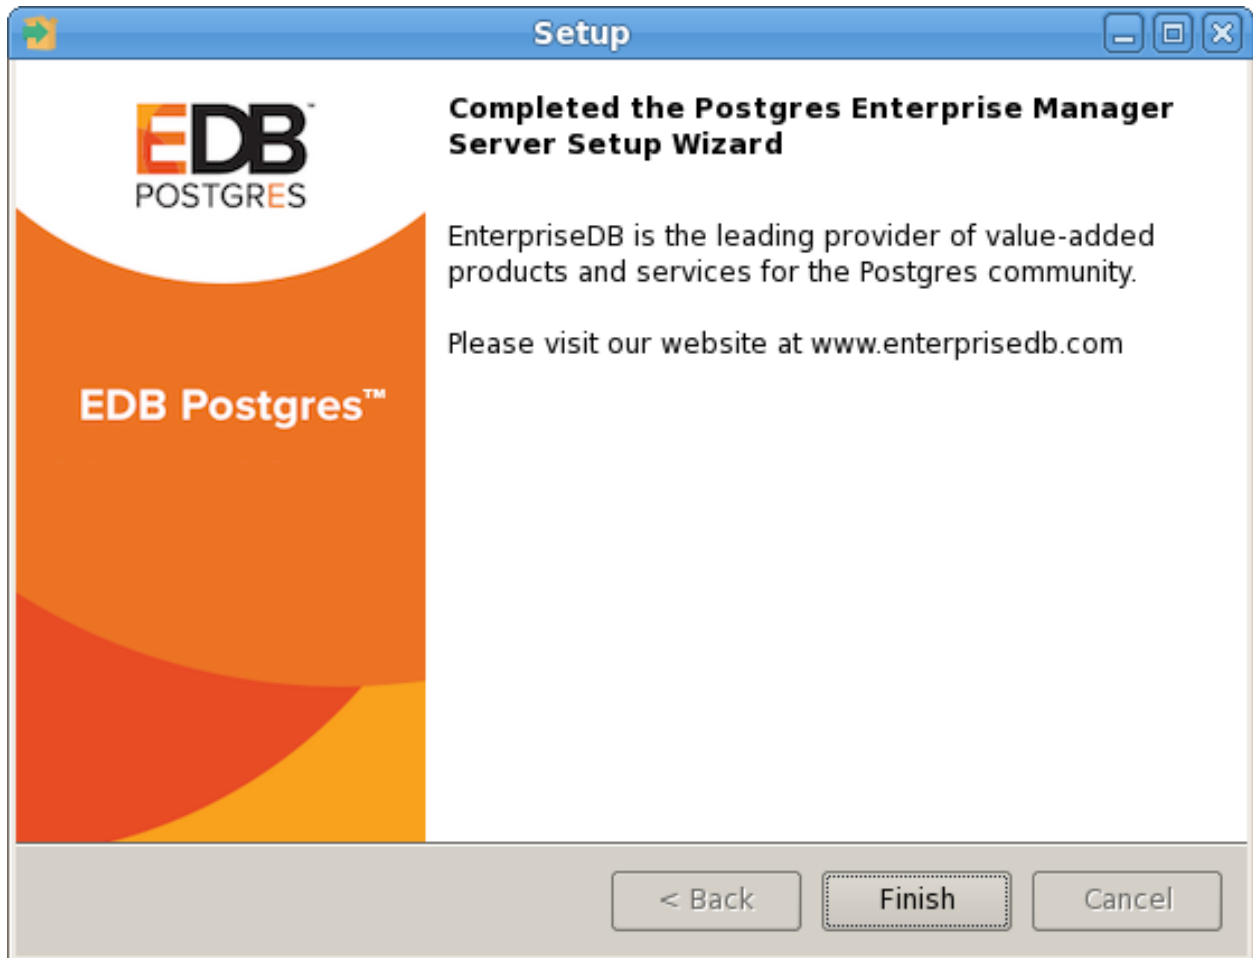 Setup
EDB™
POSTGRES
EDB Postgres™
Completed the Postgres Enterprise Manager
Server Setup Wizard
EnterpriseDB is the leading provider of value-added
products and services for the Postgres community.
Please visit our website at www.enterprisedb.com
< Back
Finish
Cancel